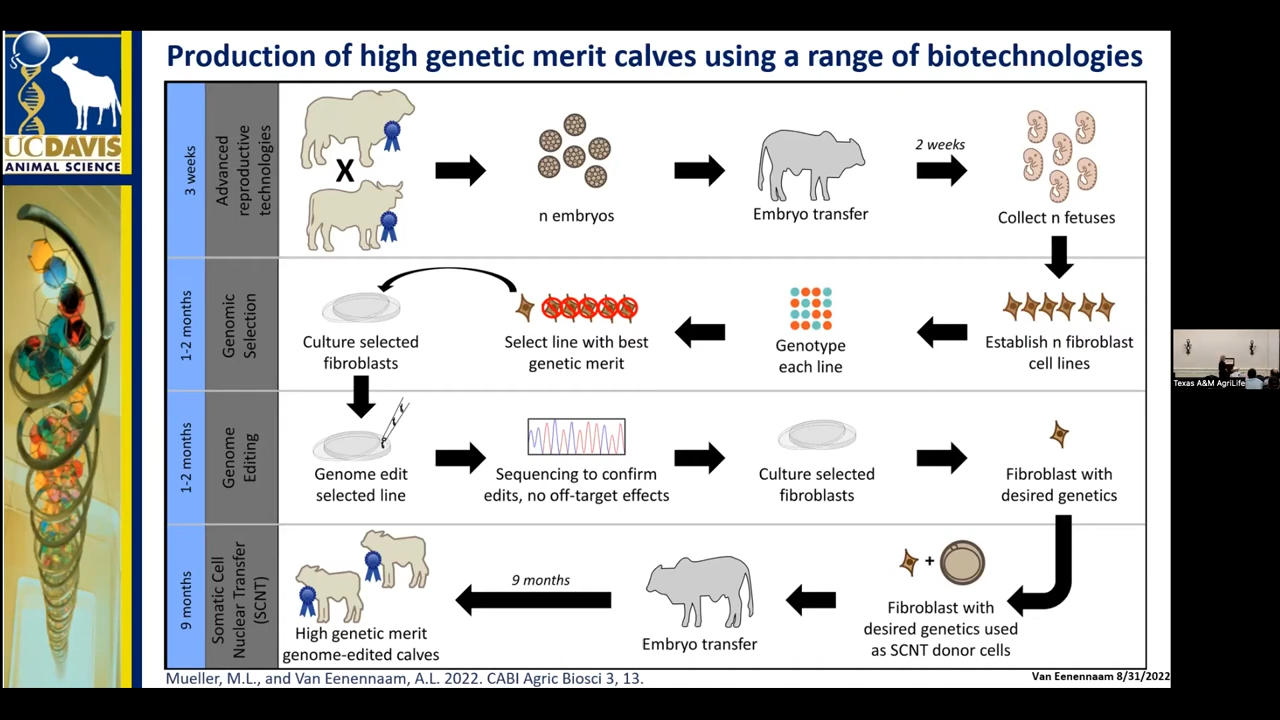 Production of high genetic merit calves using a range of biotechnologies
UCDAVIS
ANIMAL SCIENCE
3 weeks
Advanced
reproductive
technologies
X
n embryos
Embryo transfer
2 weeks
Collect n fetuses
1-2 months
Genomic
Selection
Culture selected
fibroblasts
Select line with best
genetic merit
Genotype
each line
Establish n fibroblast
cell lines
1-2 months
Genome
Editing
Genome edit
selected line
Sequencing to confirm
edits, no off-target effects
Culture selected
fibroblasts
Fibroblast with
desired genetics
9 months
Somatic Cell
Nuclear Transfer
(SCNT)
High genetic merit
genome-edited calves
9 months
Embryo transfer
+
Fibroblast with
desired genetics used
as SCNT donor cells
Mueller, M.L., and Van Eenennaam, A.L. 2022. CABI Agric Biosci 3, 13.
Van Eenennaam 8/31/2022
Texas A&M AgriLife